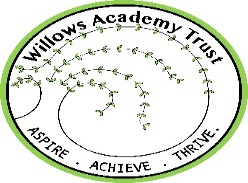 Willows Academy Trust
ASPIRE . ACHIEVE . THRIVE.